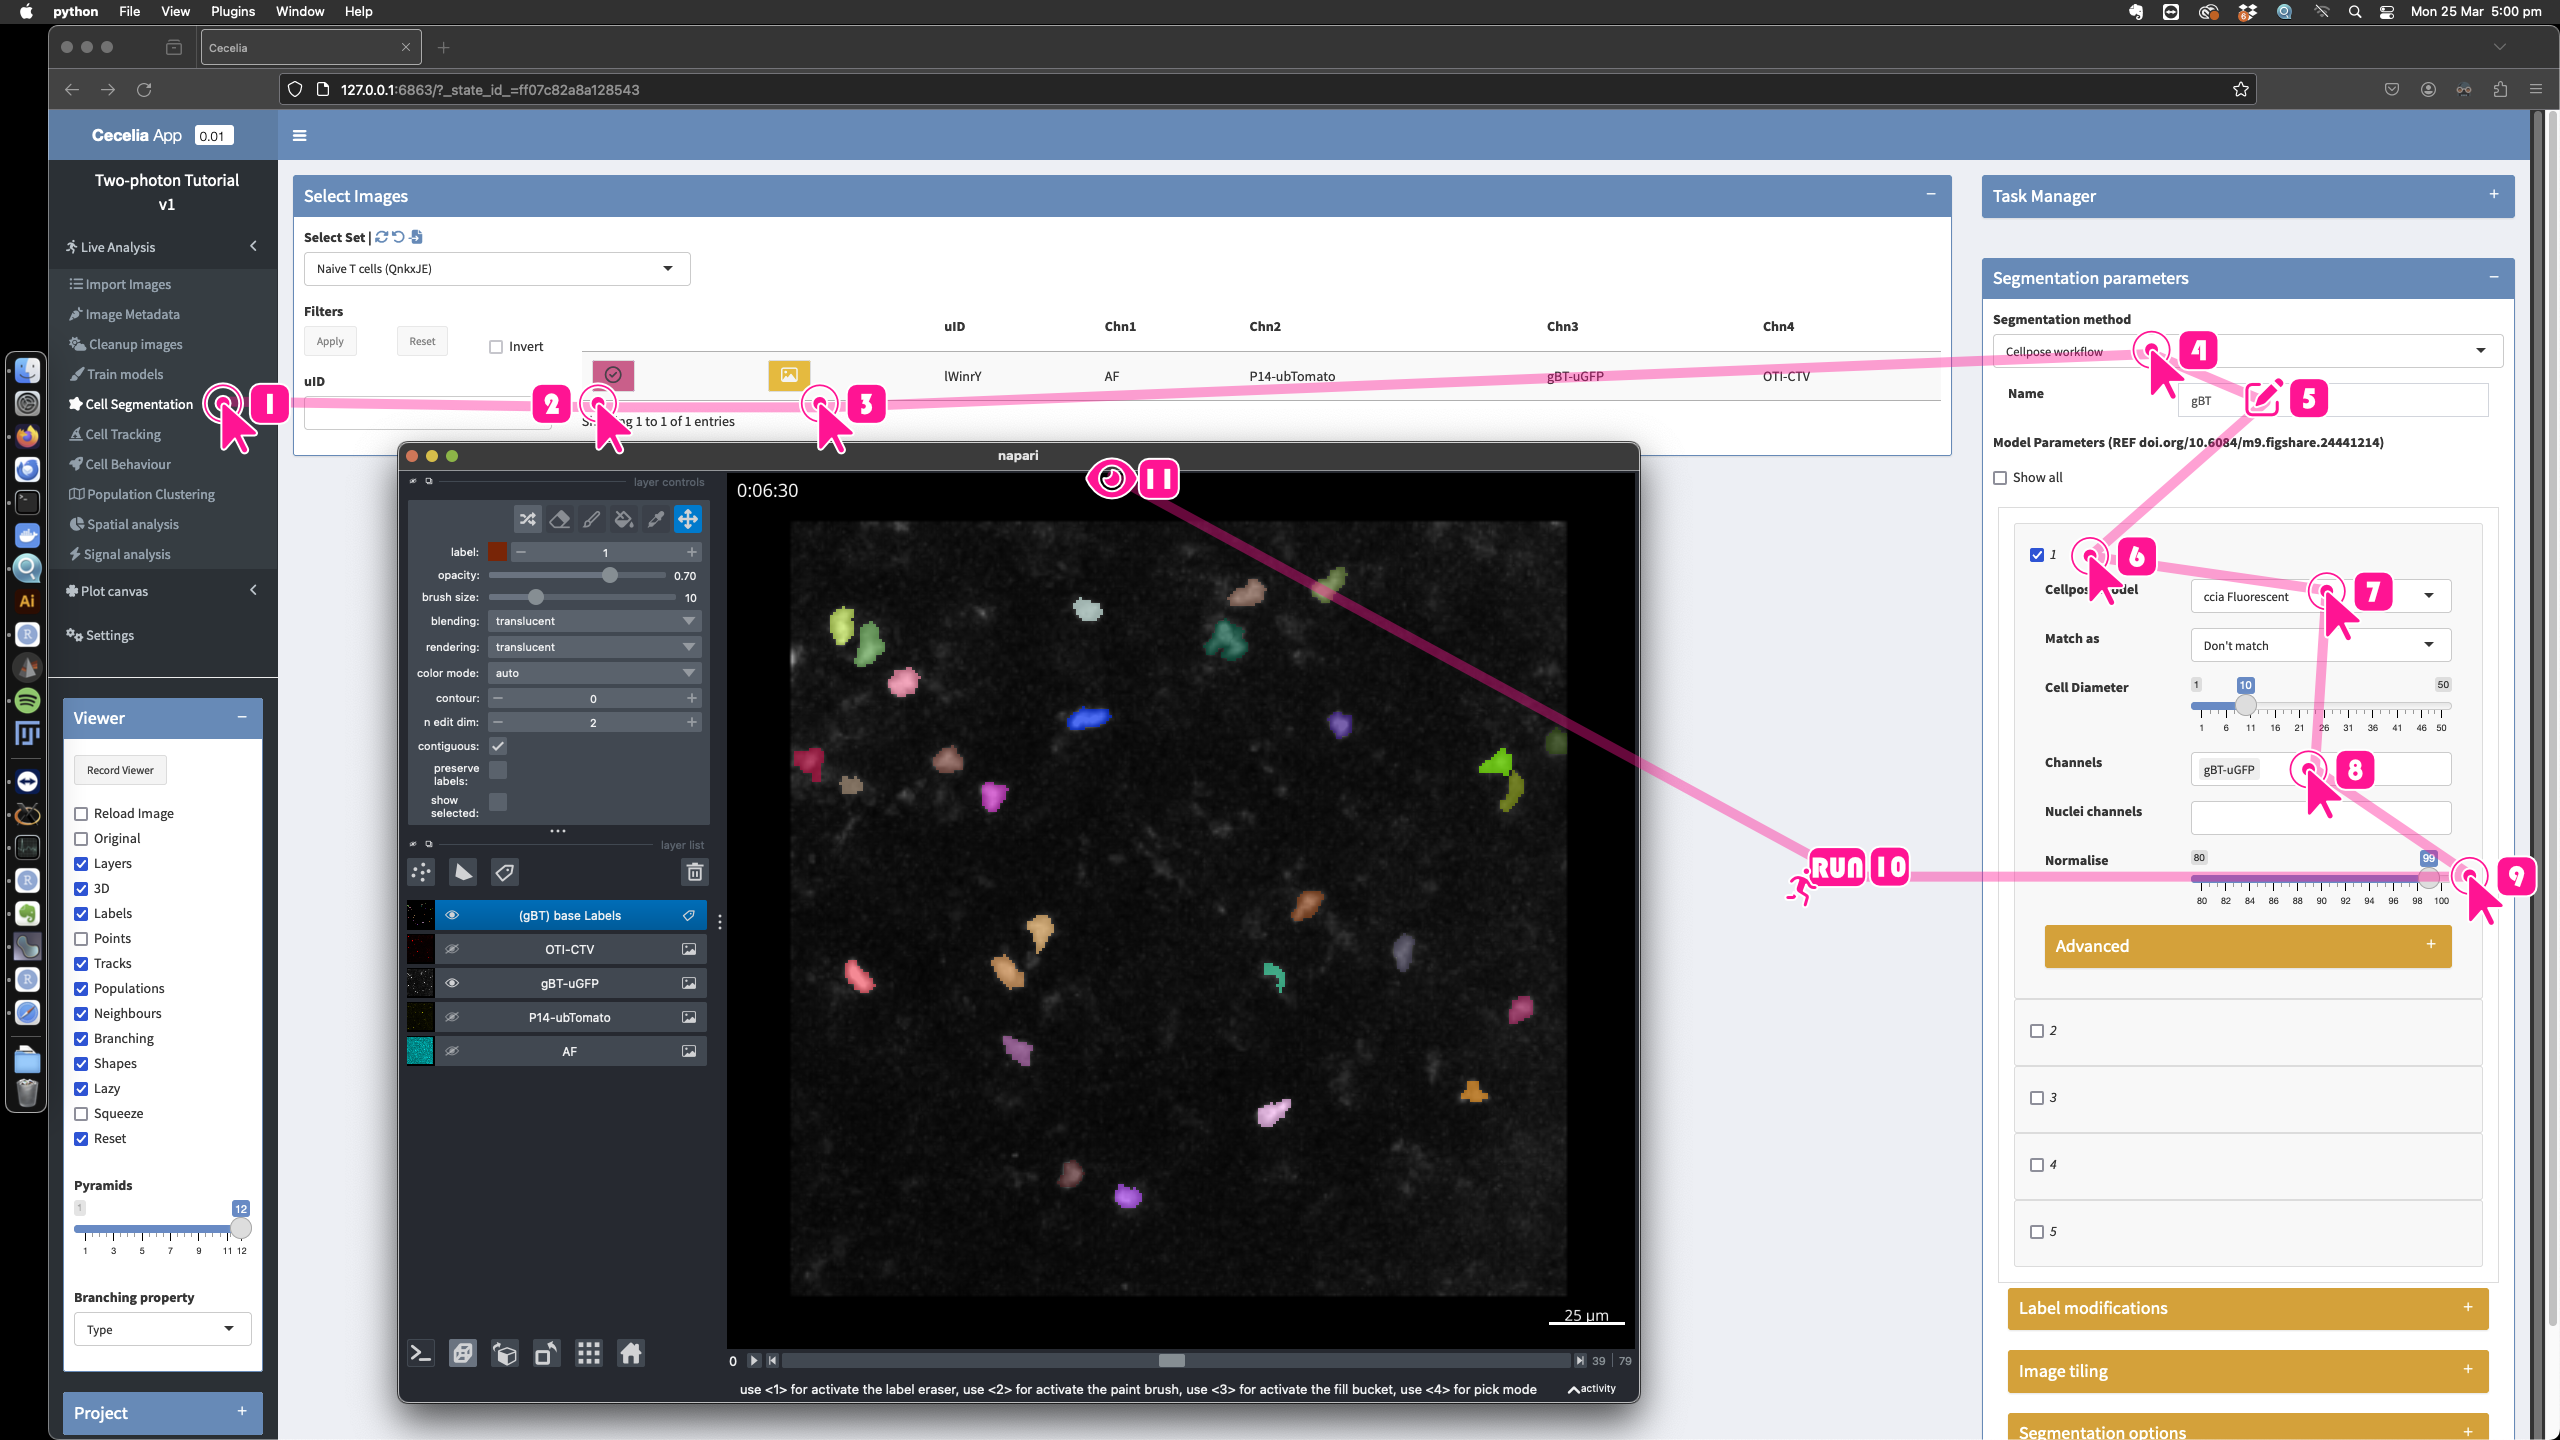 python File View Plugins Window Help
Mon 25 Mar 5:00 pm
Cecelia
127.0.0.1:6863/?_state_id_=ff07c82a8a128543
Cecelia App 0.01
Two-photon Tutorial
v1
Live Analysis
Import Images
Image Metadata
Cleanup images
Train models
Cell Segmentation
Cell Tracking
Cell Behaviour
Population Clustering
Spatial analysis
Signal analysis
Plot canvas
Settings
Viewer
Record Viewer
Reload Image
Original
Layers
3D
Labels
Points
Tracks
Populations
Neighbours
Branching
Shapes
Lazy
Squeeze
Reset
Pyramids
1 12
1 3 5 7 9 11 12
Branching property
Type
Project
Select Images
Select Set |
Naive T cells (QnkxJE)
Filters
Apply Reset Invert
uID
uID Chn1 Chn2 Chn3 Chn4
lWinrY AF P14-ubTomato gBT-uGFP OTI-CTV
1 to 1 of 1 entries
1
2
3
4
5
6
7
8
9
RUN 10
11
napari
layer controls
label: 1
opacity: 0.70
brush size: 10
blending: translucent
rendering: translucent
color mode: auto
contour: 0
n edit dim: 2
contiguous:
preserve
labels:
show
selected:
layer list
(gBT) base Labels
OTI-CTV
gBT-uGFP
P14-ubTomato
AF
0:06:30
25 µm
0 39 79
use <1> for activate the label eraser, use <2> for activate the paint brush, use <3> for activate the fill bucket, use <4> for pick mode
activity
Task Manager
Segmentation parameters
Segmentation method
Cellpose workflow
Name gBT
Model Parameters (REF doi.org/10.6084/m9.figshare.24441214)
Show all
1
ccia Fluorescent
Match as Don't match
Cell Diameter 1 10 50
1 6 11 16 21 26 31 36 41 46 50
Channels gBT-uGFP
Nuclei channels
Normalise 80 99
80 82 84 86 88 90 92 94 96 98 100
Advanced
2
3
4
5
Label modifications
Image tiling
Segmentation options